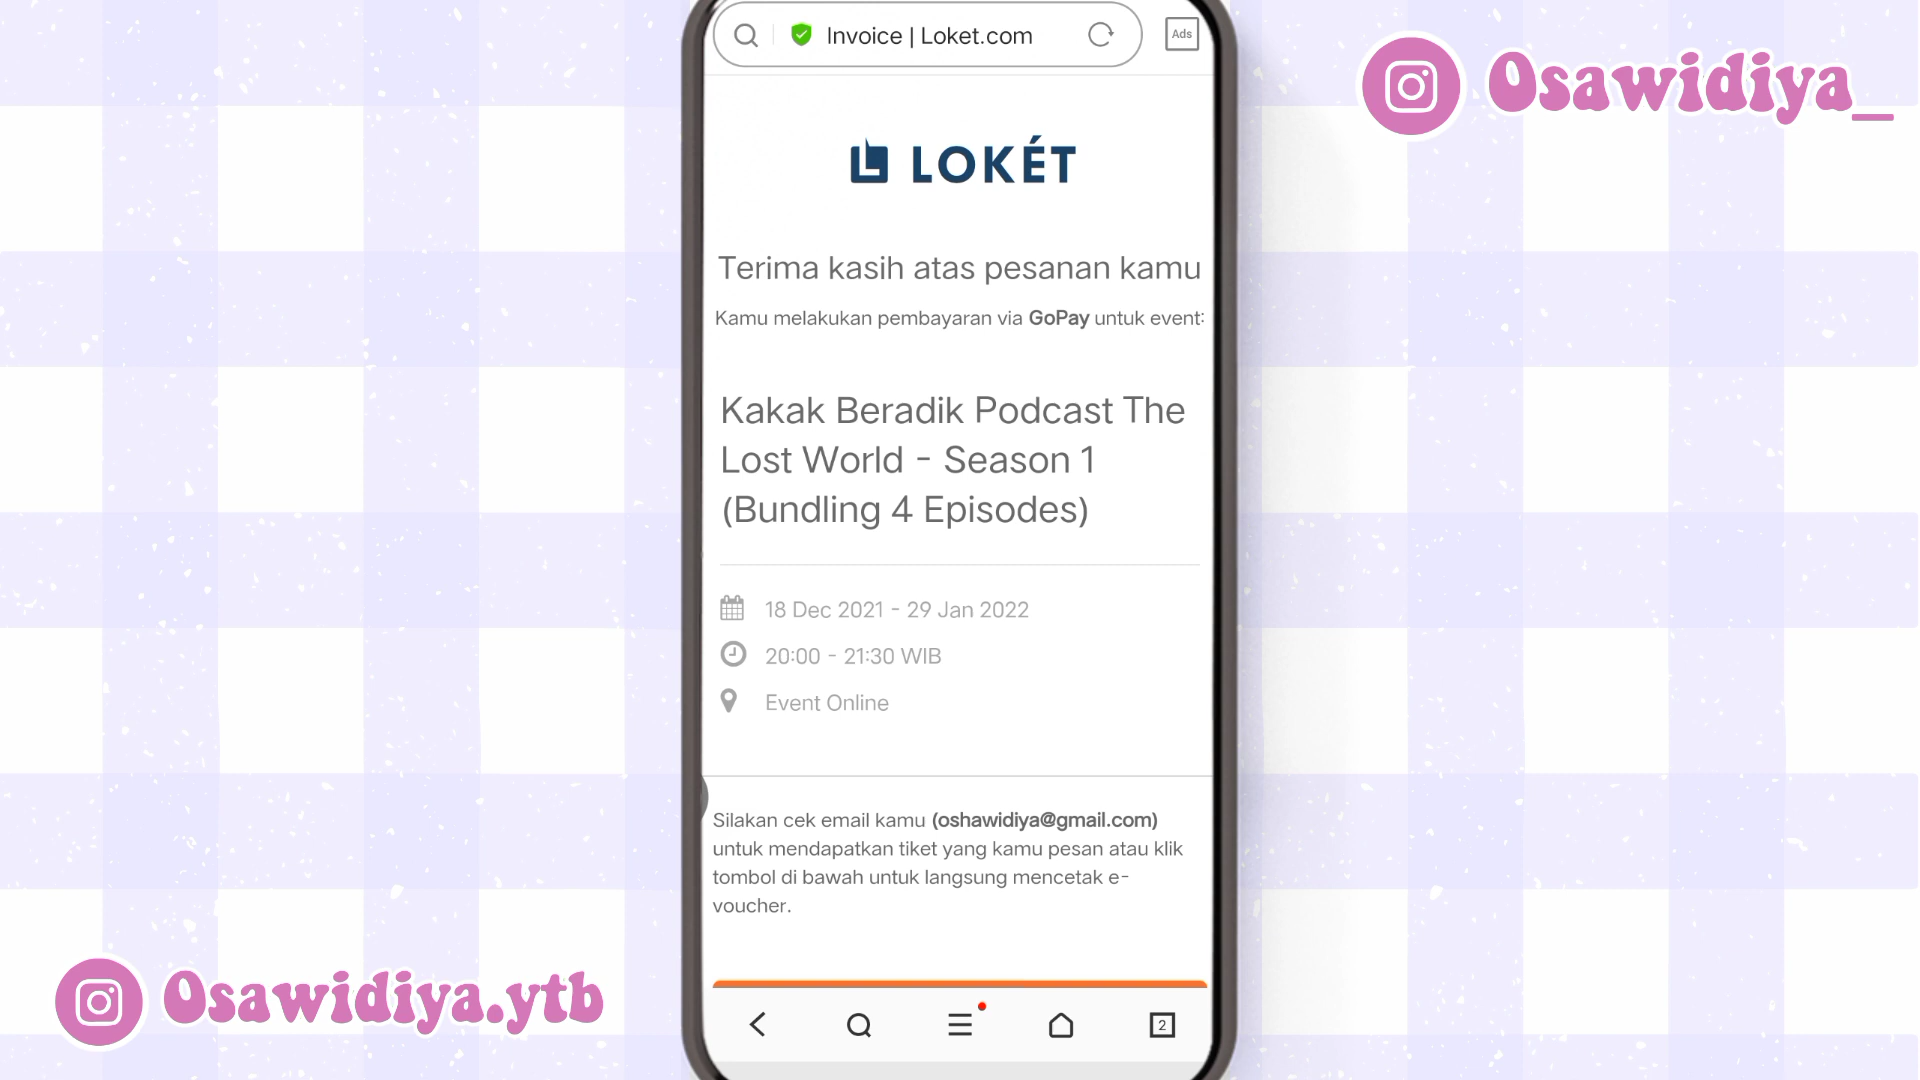 Invoice | Loket.com
Ads
Osawidiya_
LOKÉT
Terima kasih atas pesanan kamu
Kamu melakukan pembayaran via GoPay untuk event:
Kakak Beradik Podcast The
Lost World - Season 1
(Bundling 4 Episodes)
18 Dec 2021 - 29 Jan 2022
20:00 - 21:30 WIB
Event Online
Silakan cek email kamu (oshawidiya@gmail.com)
untuk mendapatkan tiket yang kamu pesan atau klik
tombol di bawah untuk langsung mencetak e-
voucher.
Osawidiya.ytb
2